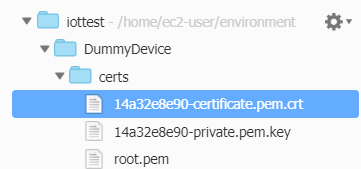 iottest - /home/ec2-user/environment
DummyDevice
certs
14a32e8e90-certificate.pem.crt
14a32e8e90-private.pem.key
root.pem